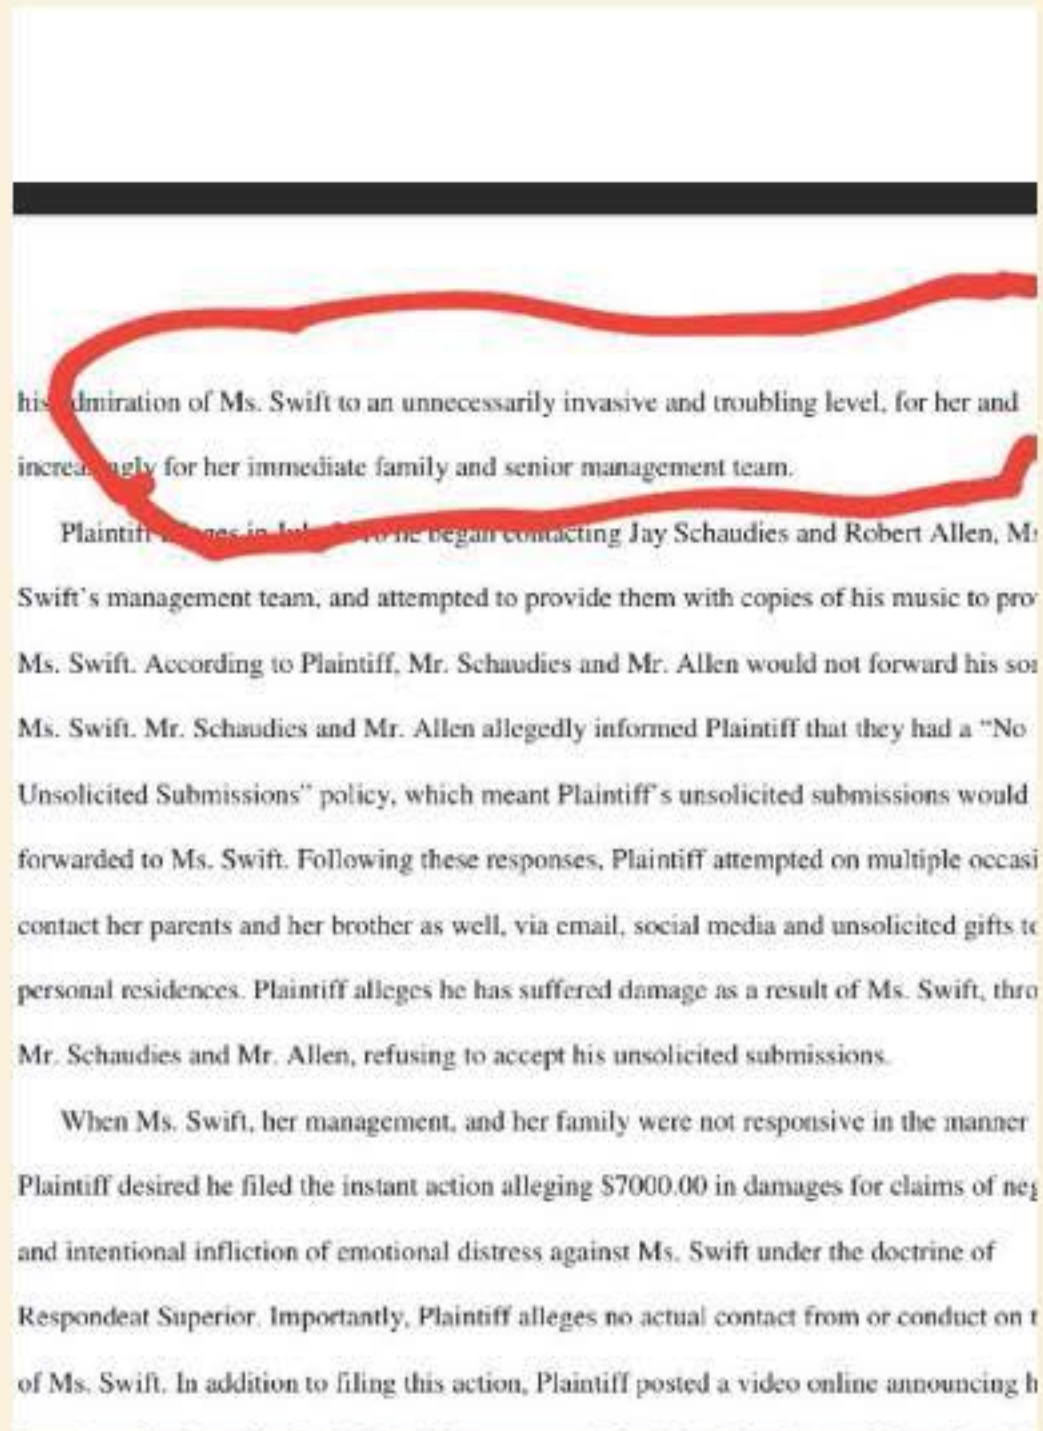 his admiration of Ms. Swift to an unnecessarily invasive and troubling level, for her and
increasingly for her immediate family and senior management team.
Plaintiff alleges in July he began contacting Jay Schaudies and Robert Allen, Ms
Swift's management team, and attempted to provide them with copies of his music to pro
Ms. Swift. According to Plaintiff, Mr. Schaudies and Mr. Allen would not forward his son
Ms. Swift. Mr. Schaudies and Mr. Allen allegedly informed Plaintiff that they had a "No
Unsolicited Submissions" policy, which meant Plaintiff's unsolicited submissions would
forwarded to Ms. Swift. Following these responses, Plaintiff attempted on multiple occasi
contact her parents and her brother as well, via email, social media and unsolicited gifts to
personal residences. Plaintiff alleges he has suffered damage as a result of Ms. Swift, thro
Mr. Schaudies and Mr. Allen, refusing to accept his unsolicited submissions.
When Ms. Swift, her management, and her family were not responsive in the manner
Plaintiff desired he filed the instant action alleging $7000.00 in damages for claims of neg
and intentional infliction of emotional distress against Ms. Swift under the doctrine of
Respondeat Superior. Importantly, Plaintiff alleges no actual contact from or conduct on t
of Ms. Swift. In addition to filing this action, Plaintiff posted a video online announcing h